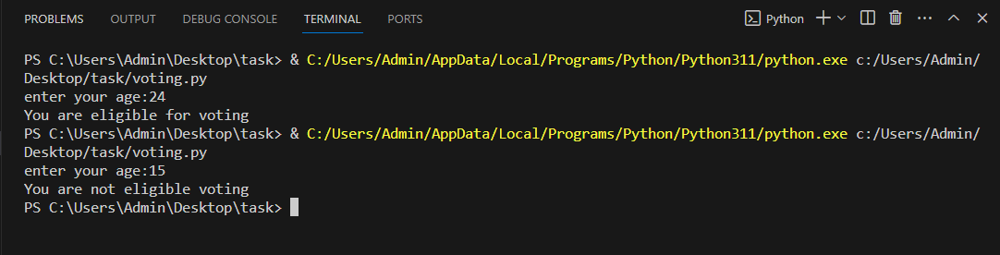 PROBLEMS OUTPUT DEBUG CONSOLE TERMINAL PORTS Python
PS C:\Users\Admin\Desktop\task> & C:/Users/Admin/AppData/Local/Programs/Python/Python311/python.exe c:/Users/Admin/
Desktop/task/voting.py
enter your age:24
You are eligible for voting
PS C:\Users\Admin\Desktop\task> & C:/Users/Admin/AppData/Local/Programs/Python/Python311/python.exe c:/Users/Admin/
Desktop/task/voting.py
enter your age:15
You are not eligible voting
PS C:\Users\Admin\Desktop\task>